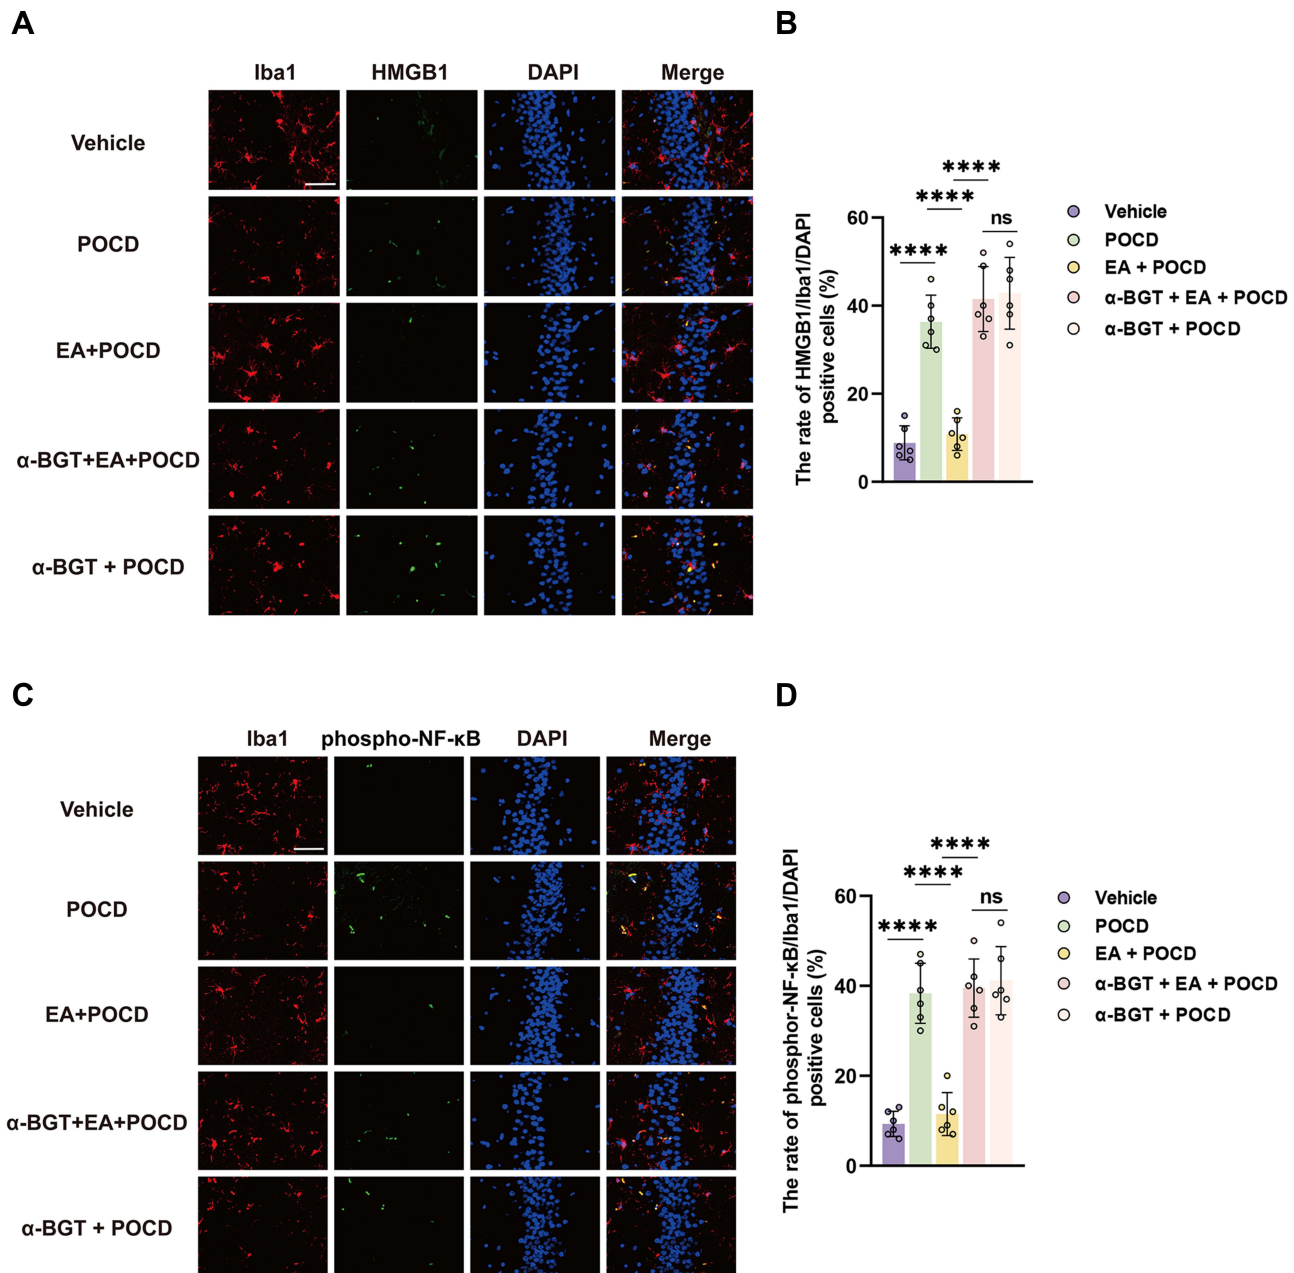 A
B
Iba1 HMGB1 DAPI Merge
Vehicle
POCD
EA+POCD
α-BGT+EA+POCD
α-BGT + POCD
The rate of HMGB1/Iba1/DAPI
positive cells (%)
60
40
20
0
****
****
****
ns
Vehicle
POCD
EA + POCD
α-BGT + EA + POCD
α-BGT + POCD
C
D
Iba1 phospho-NF-κB DAPI Merge
Vehicle
POCD
EA+POCD
α-BGT+EA+POCD
α-BGT + POCD
The rate of phosphor-NF-κB/Iba1/DAPI
positive cells (%)
60
40
20
0
****
****
****
ns
Vehicle
POCD
EA + POCD
α-BGT + EA + POCD
α-BGT + POCD